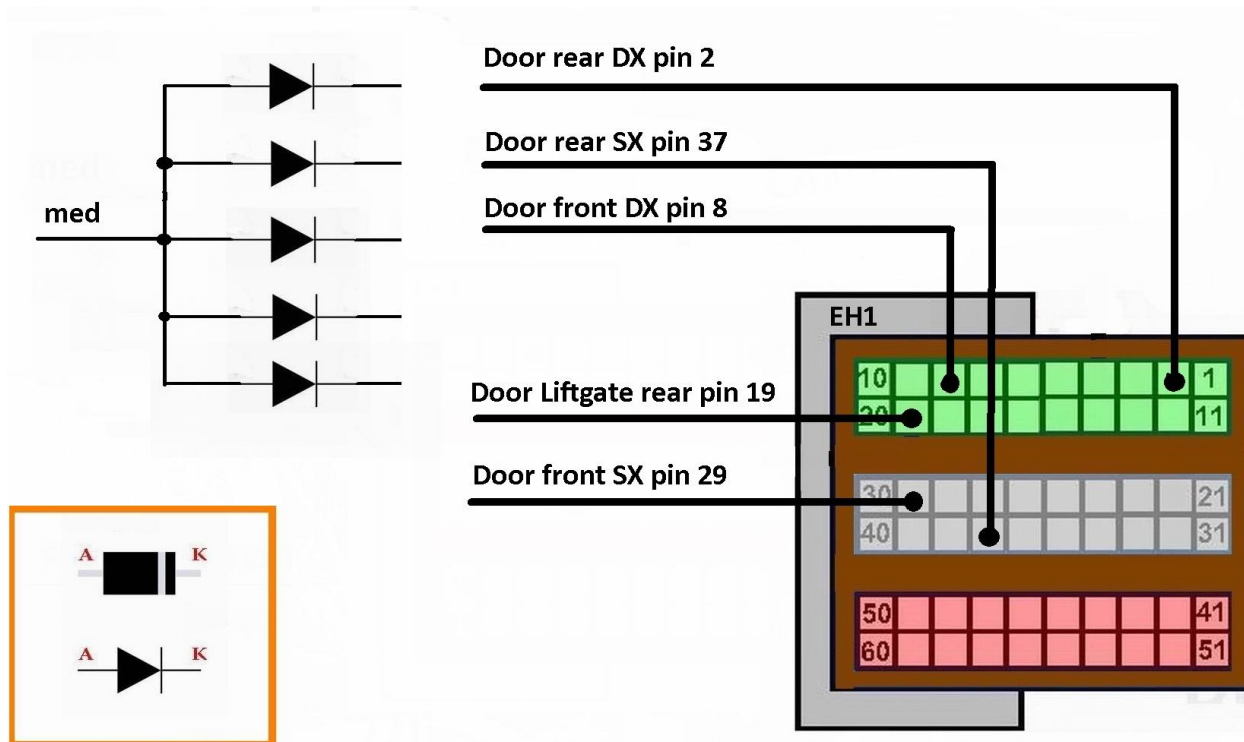 Door rear DX pin 2
Door rear SX pin 37
med
Door front DX pin 8
EH1
10 1
20 11
Door Liftgate rear pin 19
Door front SX pin 29
30 21
40 31
A K
50 41
60 51
A K